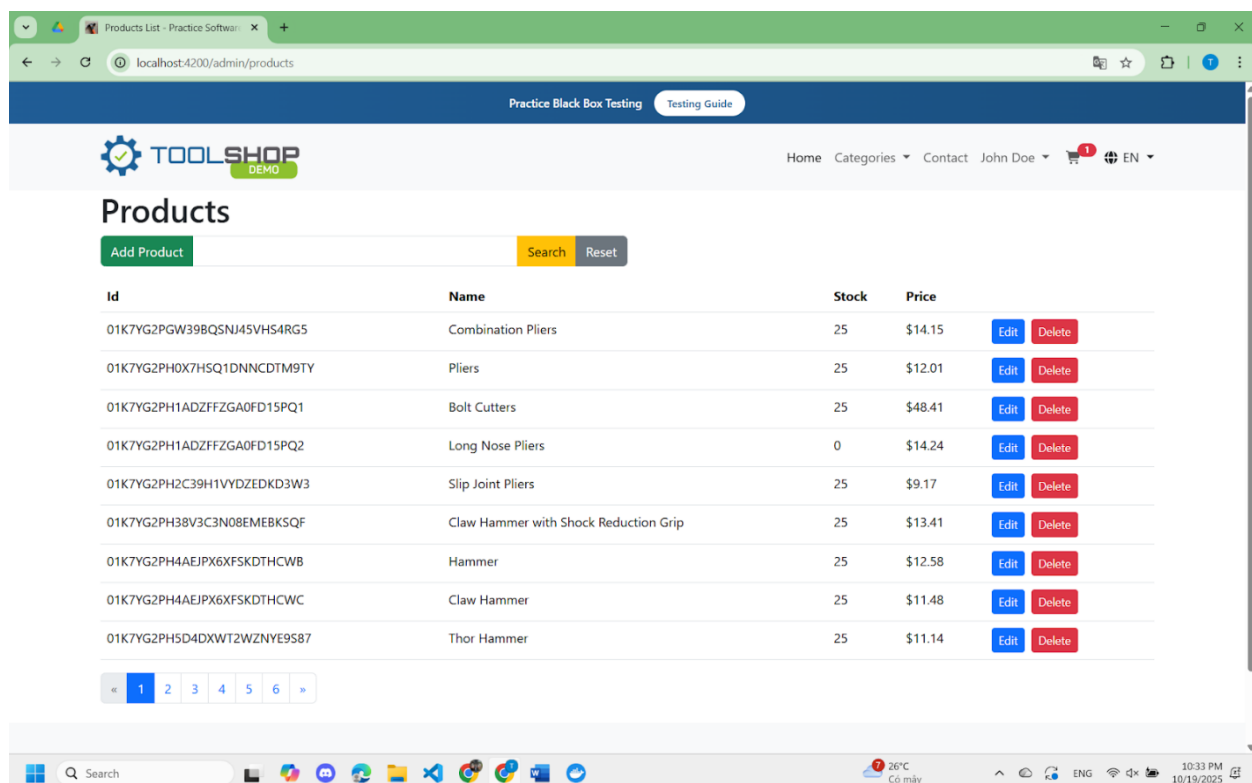 Products List - Practice Softwar
localhost:4200/admin/products
Practice Black Box Testing Testing Guide
TOOLSHOP
DEMO
Home Categories Contact John Doe 1 EN
Products
Add Product Search Reset
Id Name Stock Price
01K7YG2PGW39BQSNJ45VHS4RG5 Combination Pliers 25 $14.15 Edit Delete
01K7YG2PH0X7HSQ1DNNCDTM9TY Pliers 25 $12.01 Edit Delete
01K7YG2PH1ADZFFZGA0FD15PQ1 Bolt Cutters 25 $48.41 Edit Delete
01K7YG2PH1ADZFFZGA0FD15PQ2 Long Nose Pliers 0 $14.24 Edit Delete
01K7YG2PH2C39H1VYDZEDKD3W3 Slip Joint Pliers 25 $9.17 Edit Delete
01K7YG2PH38V3C3N08EMEBKSQF Claw Hammer with Shock Reduction Grip 25 $13.41 Edit Delete
01K7YG2PH4AEJPX6XFSKDTHCWB Hammer 25 $12.58 Edit Delete
01K7YG2PH4AEJPX6XFSKDTHCWC Claw Hammer 25 $11.48 Edit Delete
01K7YG2PH5D4DXWT2WZNYE9S87 Thor Hammer 25 $11.14 Edit Delete
« 1 2 3 4 5 6 »
Search 7 26°C ENG 10:33 PM
Có mây 10/19/2025